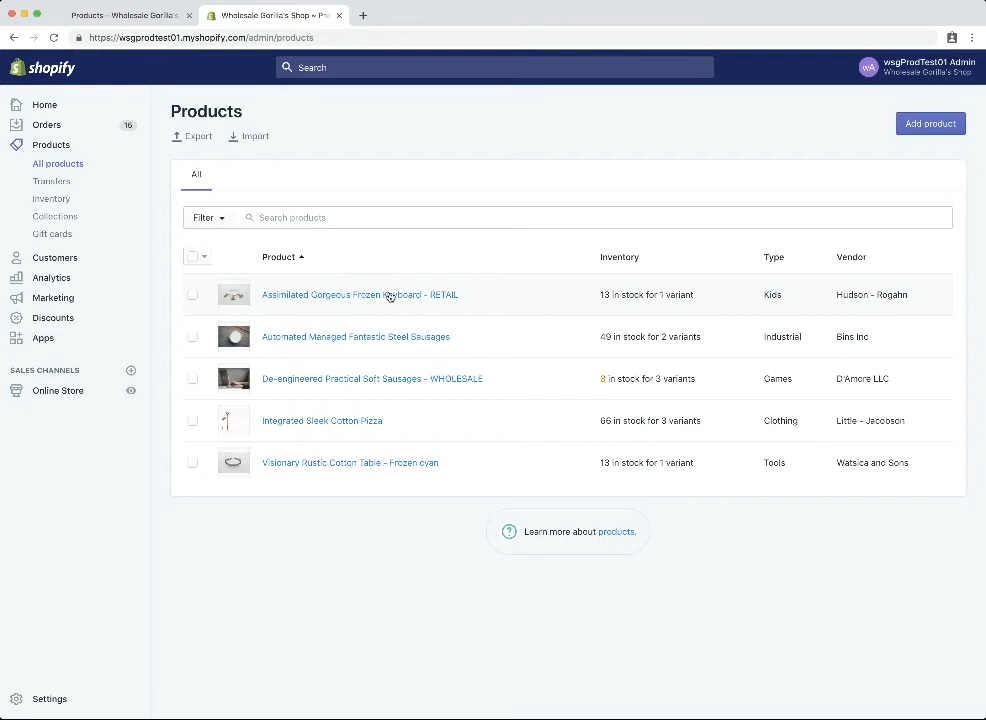 Products ~ Wholesale Gorilla's
Wholesale Gorilla's Shop ~ Pro
https://wsgprodtest01.myshopify.com/admin/products
shopify
Search
wA
wsgProdTest01 Admin
Wholesale Gorilla's Shop
Home
Orders 16
Products
All products
Transfers
Inventory
Collections
Gift cards
Customers
Analytics
Marketing
Discounts
Apps
SALES CHANNELS
Online Store
Settings
Products
Export Import
Add product
All
Filter Search products
Product Inventory Type Vendor
Assimilated Gorgeous Frozen Keyboard - RETAIL 13 in stock for 1 variant Kids Hudson - Rogahn
Automated Managed Fantastic Steel Sausages 49 in stock for 2 variants Industrial Bins Inc
De-engineered Practical Soft Sausages - WHOLESALE 3 in stock for 3 variants Games D'Amore LLC
Integrated Sleek Cotton Pizza 66 in stock for 3 variants Clothing Little - Jacobson
Visionary Rustic Cotton Table - Frozen cyan 13 in stock for 1 variant Tools Watsica and Sons
Learn more about products.